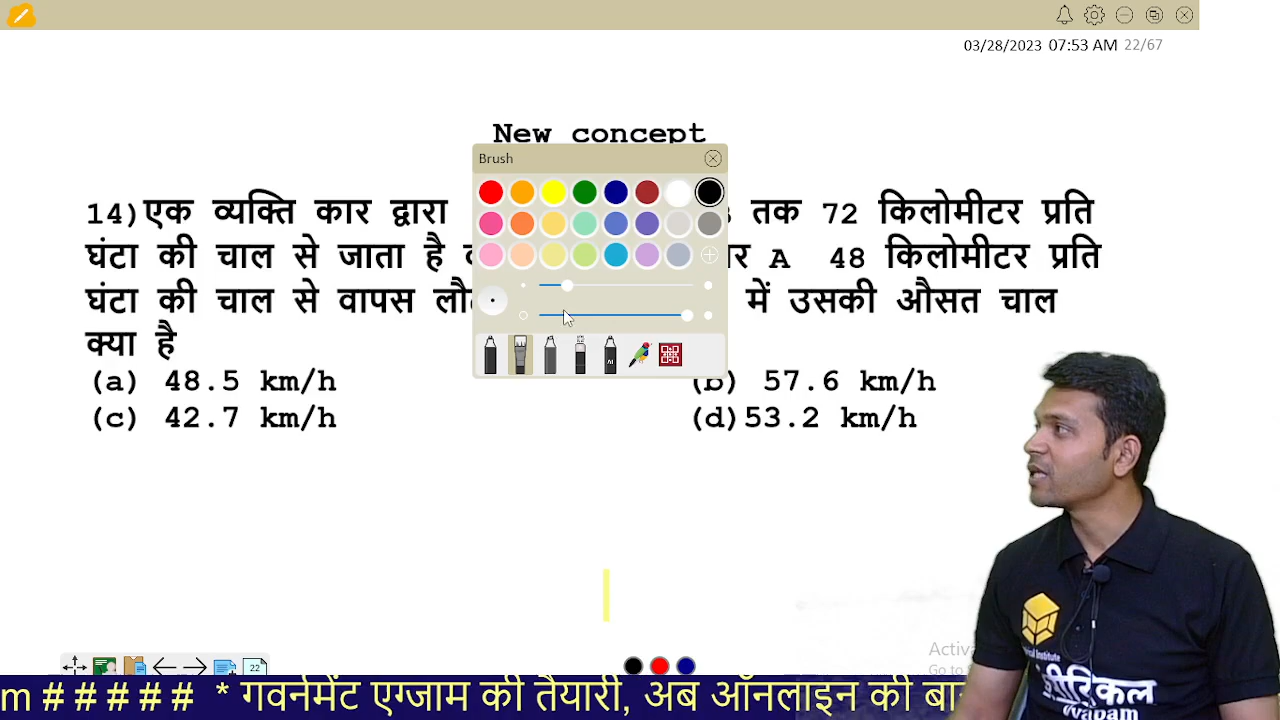 03/28/2023 07:53 AM 22/67
New concept
Brush
14)एक व्यक्ति कार द्वारा तक 72 किलोमीटर प्रति
घंटा की चाल से जाता है A 48 किलोमीटर प्रति
घंटा की चाल से वापस में उसकी औसत चाल
क्या है
(a) 48.5 km/h
(b) 57.6 km/h
(c) 42.7 km/h
(d)53.2 km/h
22
m # # # # # * गवर्नमेंट एग्जाम की तैयारी, अब ऑनलाइन की